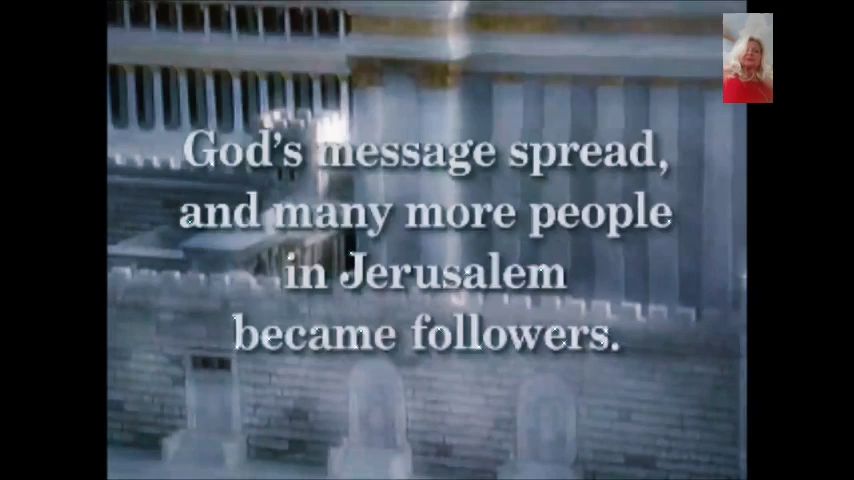 God's message spread,
and many more people
in Jerusalem
became followers.